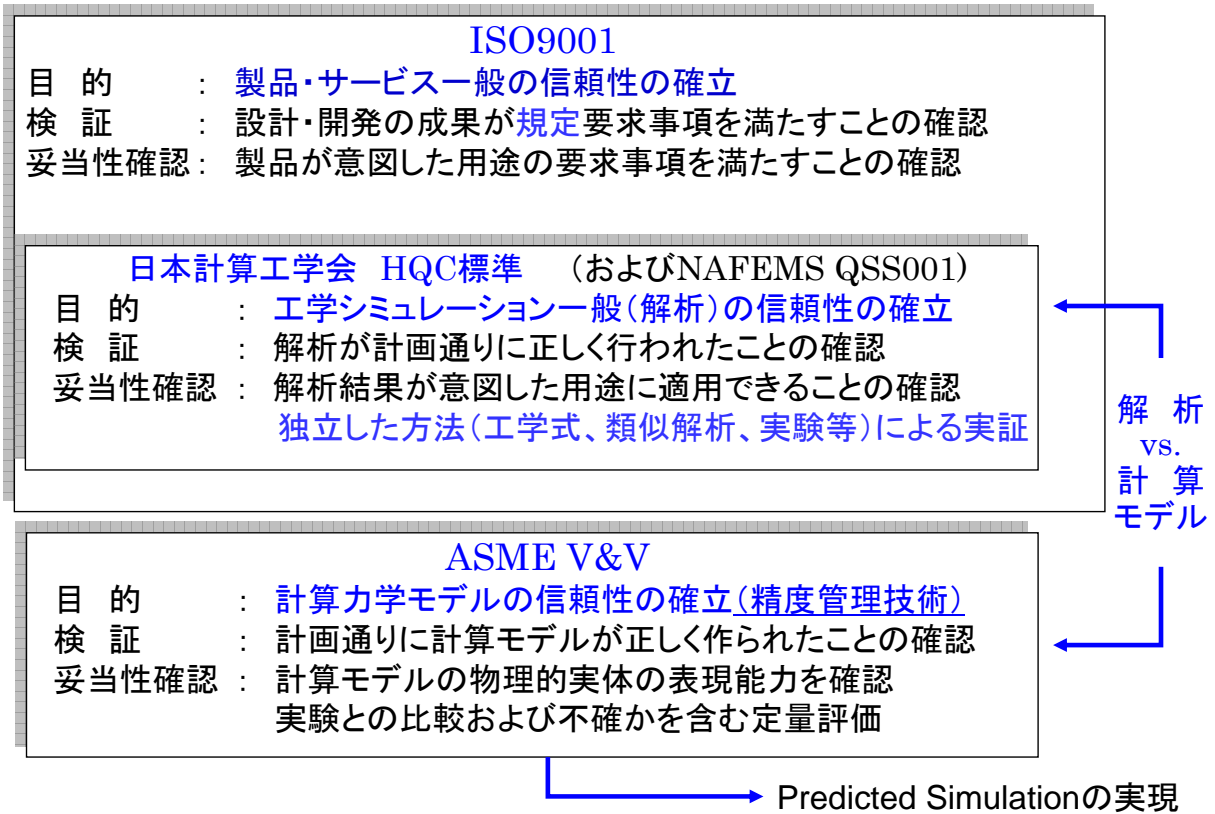 ISO9001
目 的 : 製品・サービス一般の信頼性の確立
検 証 : 設計・開発の成果が規定要求事項を満たすことの確認
妥当性確認: 製品が意図した用途の要求事項を満たすことの確認
日本計算工学会 HQC標準 (およびNAFEMS QSS001)
目 的 : 工学シミュレーション一般(解析)の信頼性の確立
検 証 : 解析が計画通りに正しく行われたことの確認
妥当性確認 : 解析結果が意図した用途に適用できることの確認
独立した方法(工学式、類似解析、実験等)による実証
解 析
vs.
計 算
モデル
ASME V&V
目 的 : 計算力学モデルの信頼性の確立(精度管理技術)
検 証 : 計画通りに計算モデルが正しく作られたことの確認
妥当性確認 : 計算モデルの物理的実体の表現能力を確認
実験との比較および不確かを含む定量評価
Predicted Simulationの実現